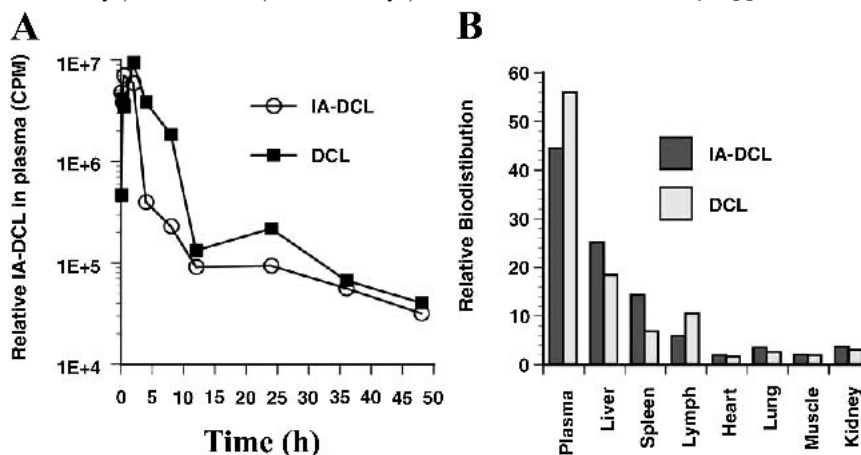 A
Relative IA-DCL in plasma (CPM)
1E+7
1E+6
1E+5
1E+4
IA-DCL
DCL
0 5 10 15 20 25 30 35 40 45 50
Time (h)
B
Relative Biodistibution
60
50
40
30
20
10
0
IA-DCL
DCL
Plasma
Liver
Spleen
Lymph
Heart
Lung
Muscle
Kidney